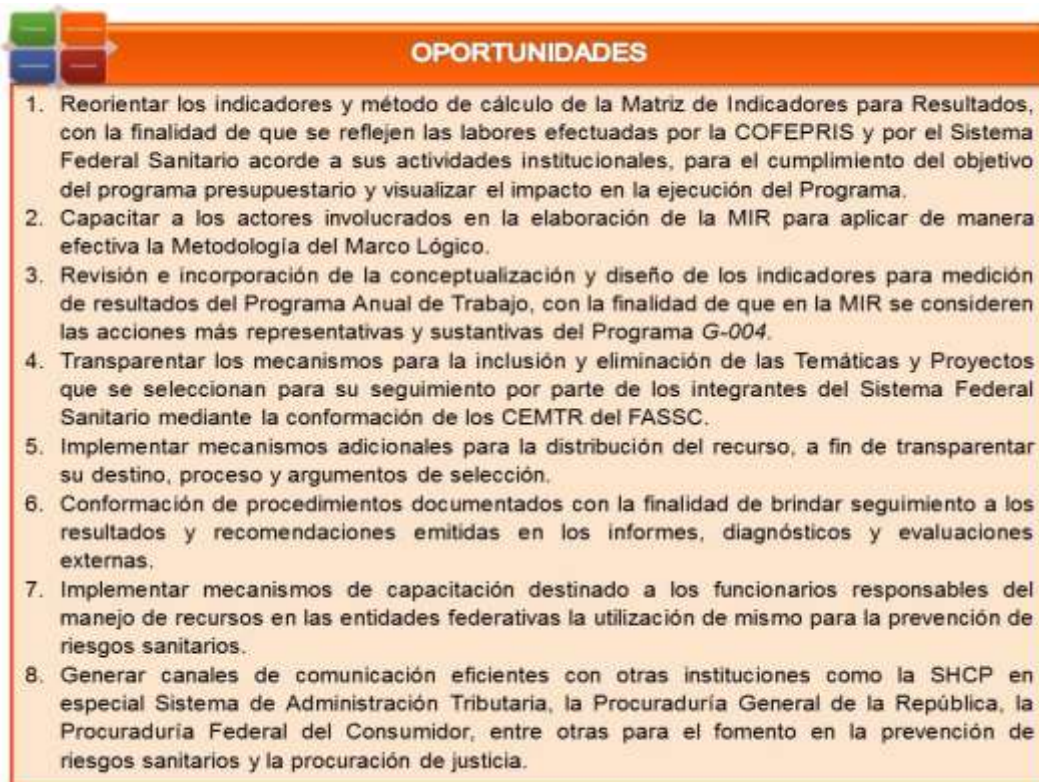 OPORTUNIDADES
1. Reorientar los indicadores y método de cálculo de la Matriz de Indicadores para Resultados,
con la finalidad de que se reflejen las labores efectuadas por la COFEPRIS y por el Sistema
Federal Sanitario acorde a sus actividades institucionales, para el cumplimiento del objetivo
del programa presupuestario y visualizar el impacto en la ejecución del Programa.
2. Capacitar a los actores involucrados en la elaboración de la MIR para aplicar de manera
efectiva la Metodología del Marco Lógico.
3. Revisión e incorporación de la conceptualización y diseño de los indicadores para medición
de resultados del Programa Anual de Trabajo, con la finalidad de que en la MIR se consideren
las acciones más representativas y sustantivas del Programa G-004.
4. Transparentar los mecanismos para la inclusión y eliminación de las Temáticas y Proyectos
que se seleccionan para su seguimiento por parte de los integrantes del Sistema Federal
Sanitario mediante la conformación de los CEMTR del FASSC.
5. Implementar mecanismos adicionales para la distribución del recurso, a fin de transparentar
su destino, proceso y argumentos de selección.
6. Conformación de procedimientos documentados con la finalidad de brindar seguimiento a los
resultados y recomendaciones emitidas en los informes, diagnósticos y evaluaciones
externas.
7. Implementar mecanismos de capacitación destinado a los funcionarios responsables del
manejo de recursos en las entidades federativas la utilización de mismo para la prevención de
riesgos sanitarios.
8. Generar canales de comunicación eficientes con otras instituciones como la SHCP en
especial Sistema de Administración Tributaria, la Procuraduría General de la República, la
Procuraduría Federal del Consumidor, entre otras para el fomento en la prevención de
riesgos sanitarios y la procuración de justicia.